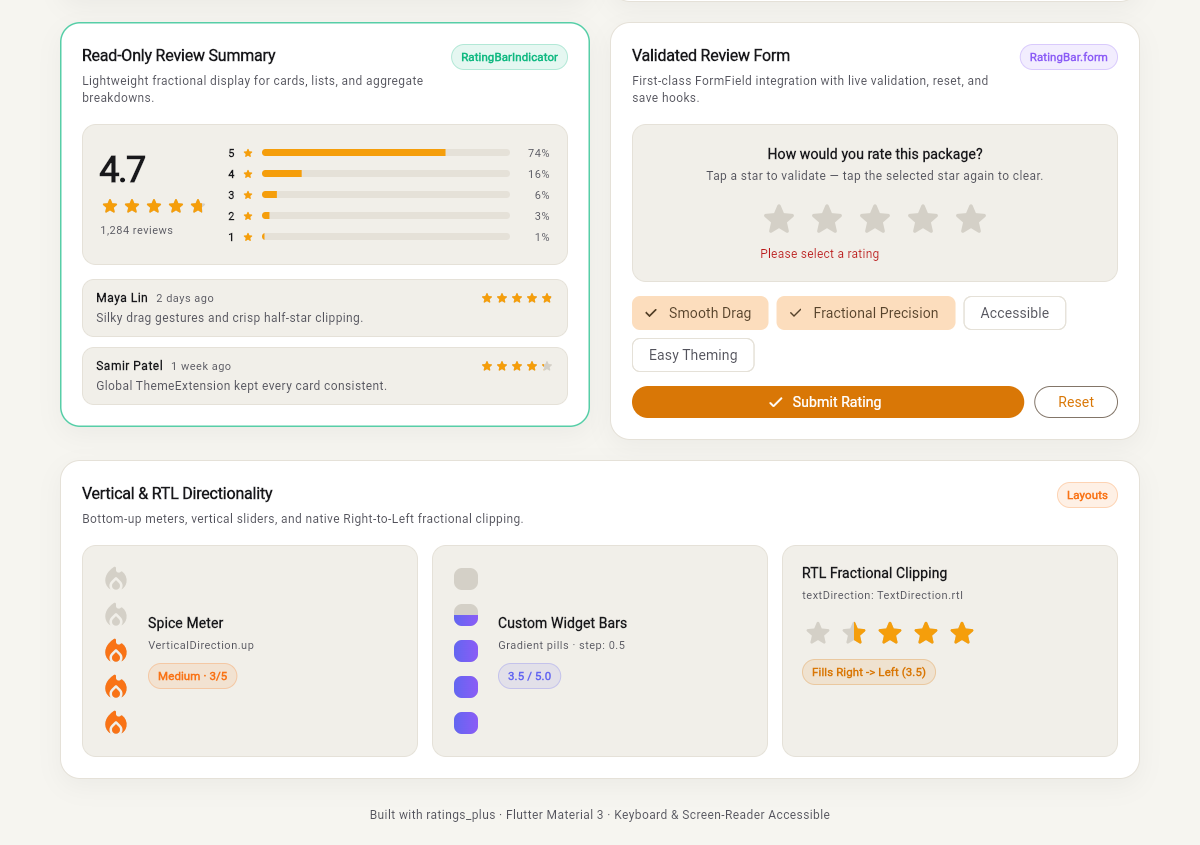 Read-Only Review Summary
RatingBarIndicator
Lightweight fractional display for cards, lists, and aggregate
breakdowns.
4.7
1,284 reviews
5 74%
4 16%
3 6%
2 3%
1 1%
Maya Lin 2 days ago
Silky drag gestures and crisp half-star clipping.
Samir Patel 1 week ago
Global ThemeExtension kept every card consistent.
Validated Review Form
RatingBar.form
First-class FormField integration with live validation, reset, and
save hooks.
How would you rate this package?
Tap a star to validate — tap the selected star again to clear.
Please select a rating
Smooth Drag
Fractional Precision
Accessible
Easy Theming
Submit Rating
Reset
Vertical & RTL Directionality
Layouts
Bottom-up meters, vertical sliders, and native Right-to-Left fractional clipping.
Spice Meter
VerticalDirection.up
Medium · 3/5
Custom Widget Bars
Gradient pills · step: 0.5
3.5 / 5.0
RTL Fractional Clipping
textDirection: TextDirection.rtl
Fills Right -> Left (3.5)
Built with ratings_plus · Flutter Material 3 · Keyboard & Screen-Reader Accessible